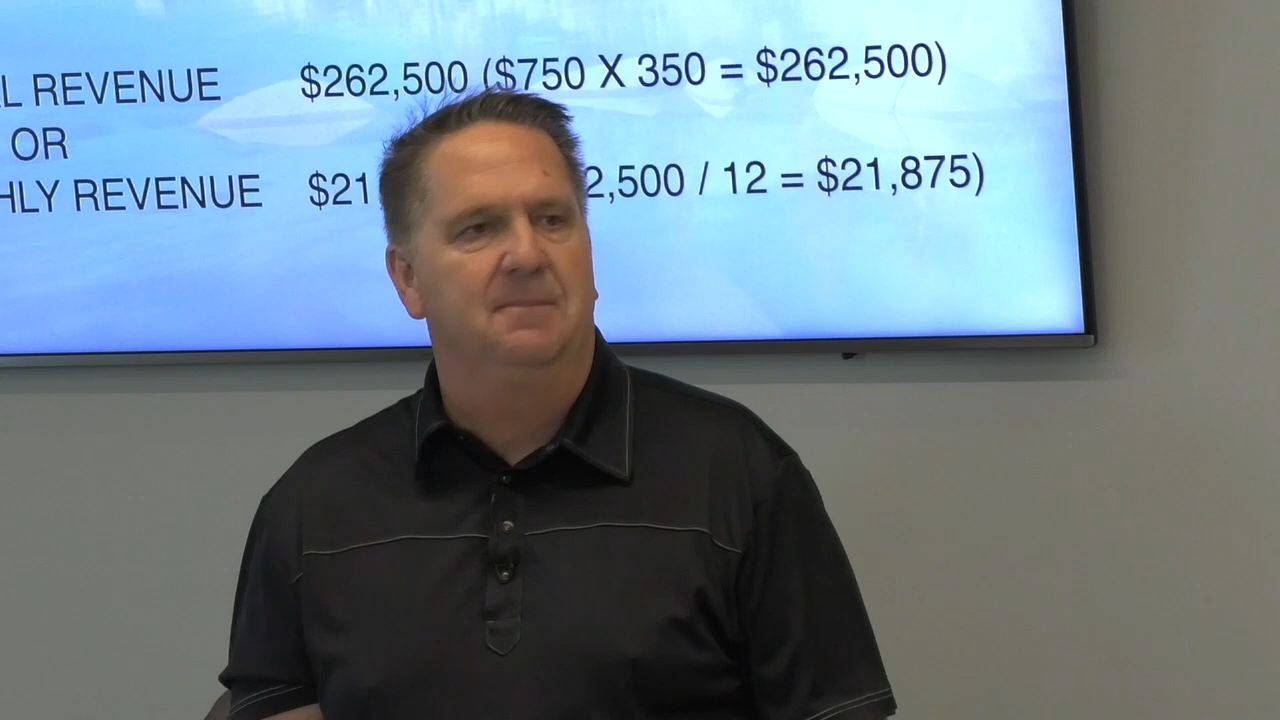 L REVENUE $262,500 ($750 X 350 = $262,500)
OR
HLY REVENUE $21 2,500 / 12 = $21,875)